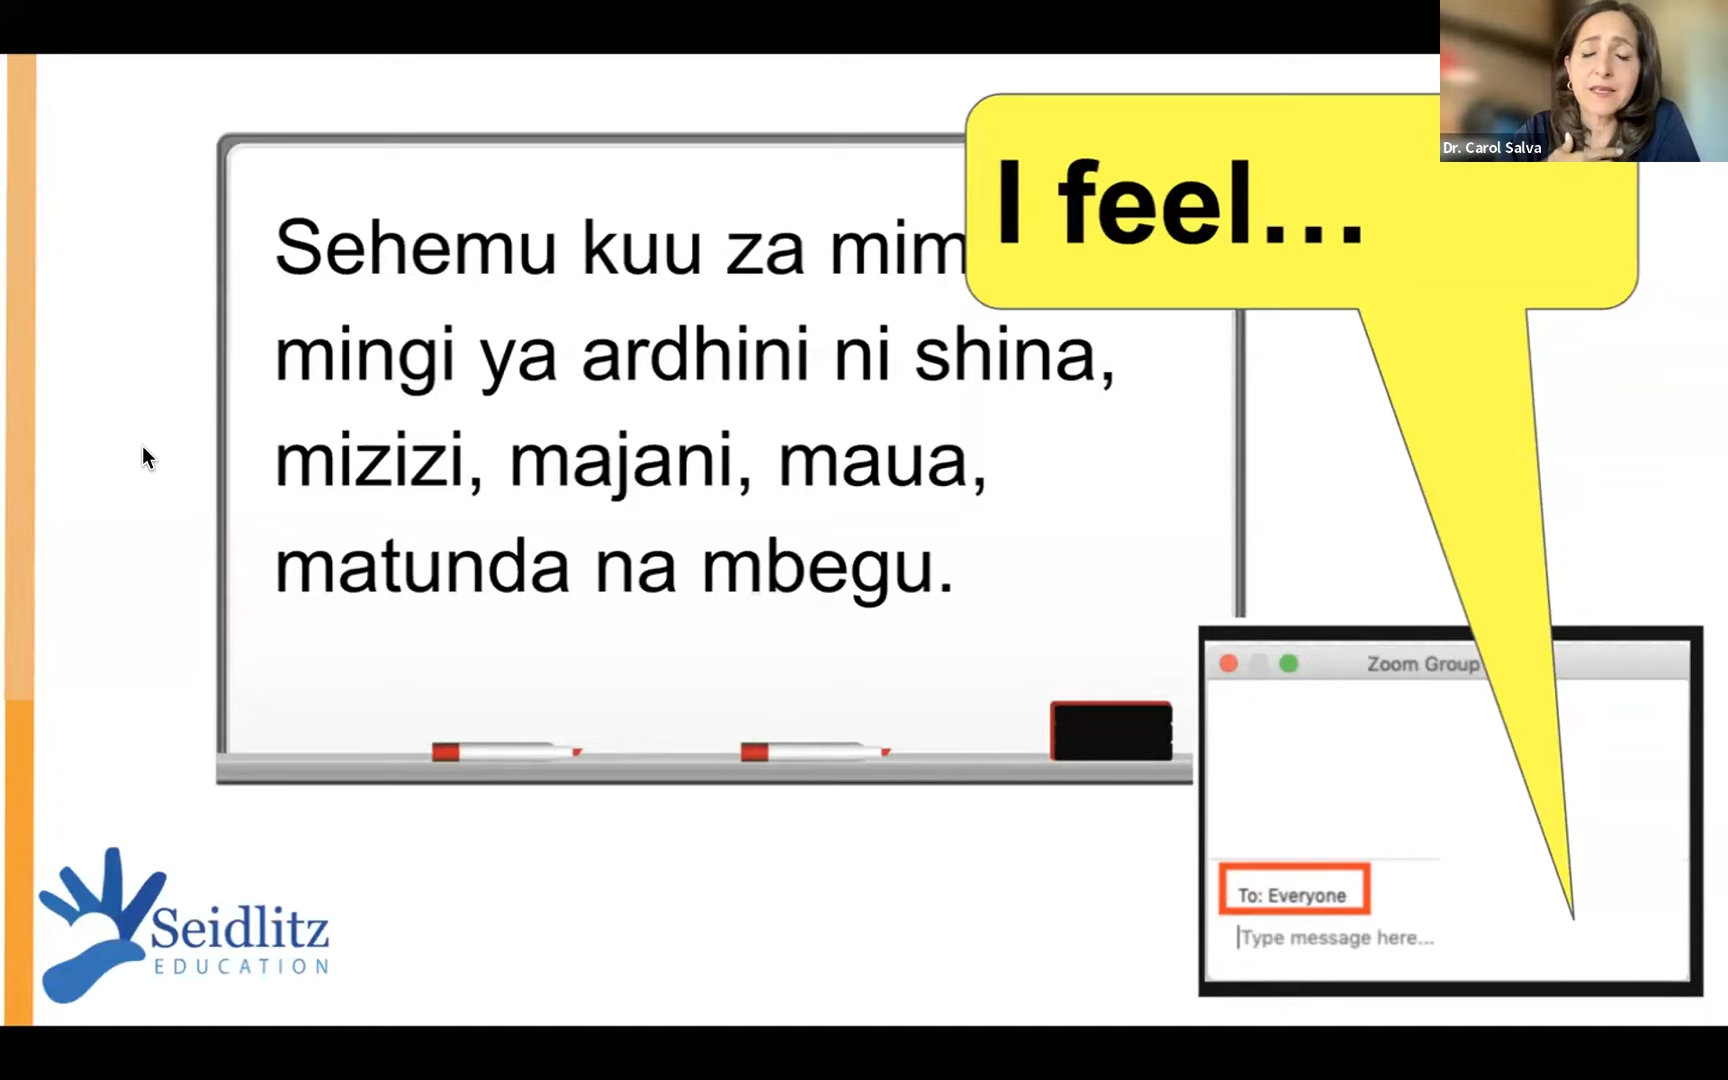 Dr. Carol Salva
I feel...
Sehemu kuu za
mingi ya ardhini ni shina,
mizizi, majani, maua,
matunda na mbegu.
Zoom Group
To: Everyone
Type message here...
Seidlitz
EDUCATION